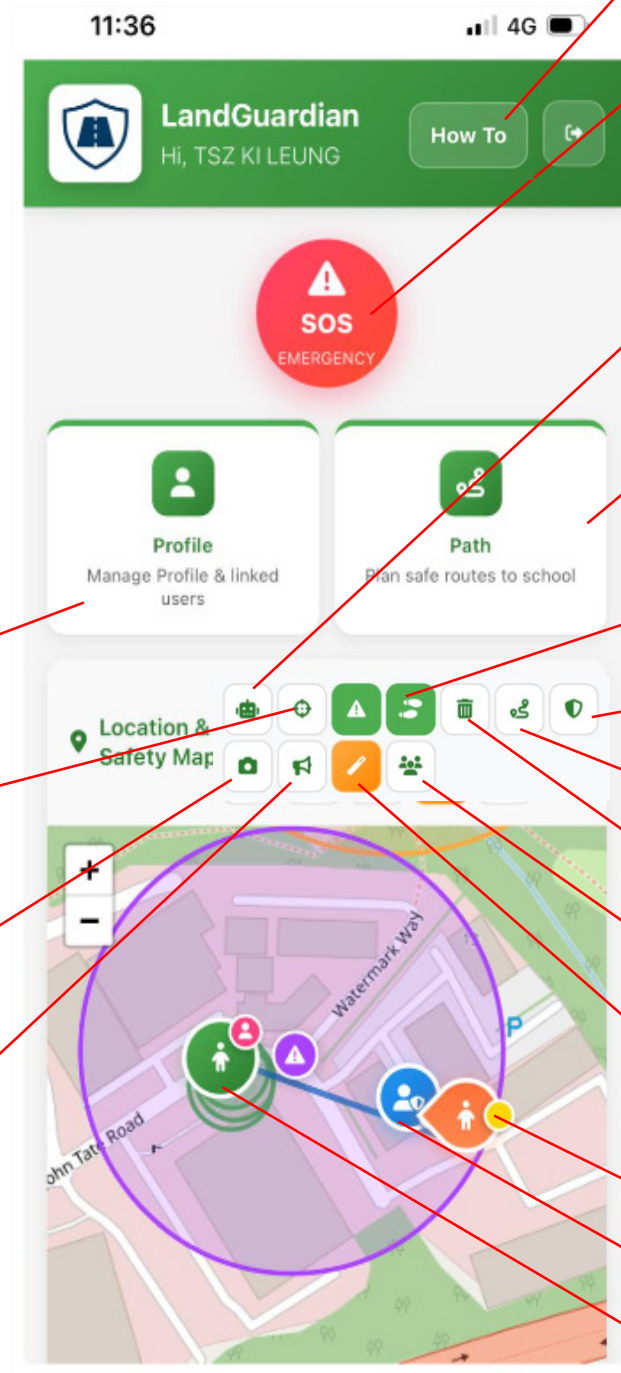 11:36
4G
LandGuardian
Hi, TSZ KI LEUNG
How To
SOS
EMERGENCY
Profile
Manage Profile & linked
users
Path
Plan safe routes to school
Location &
Safety Map
+
−
Watermark Way
P
John Tate Road